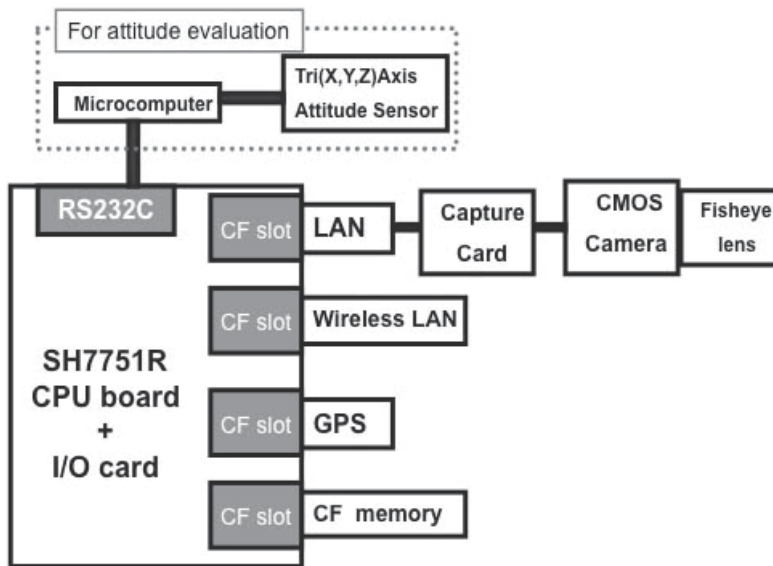 For attitude evaluation
Tri(X,Y,Z)Axis
Attitude Sensor
Microcomputer
RS232C
CF slot
LAN
Capture
Card
CMOS
Camera
Fisheye
lens
CF slot
Wireless LAN
SH7751R
CPU board
+
I/O card
CF slot
GPS
CF slot
CF memory